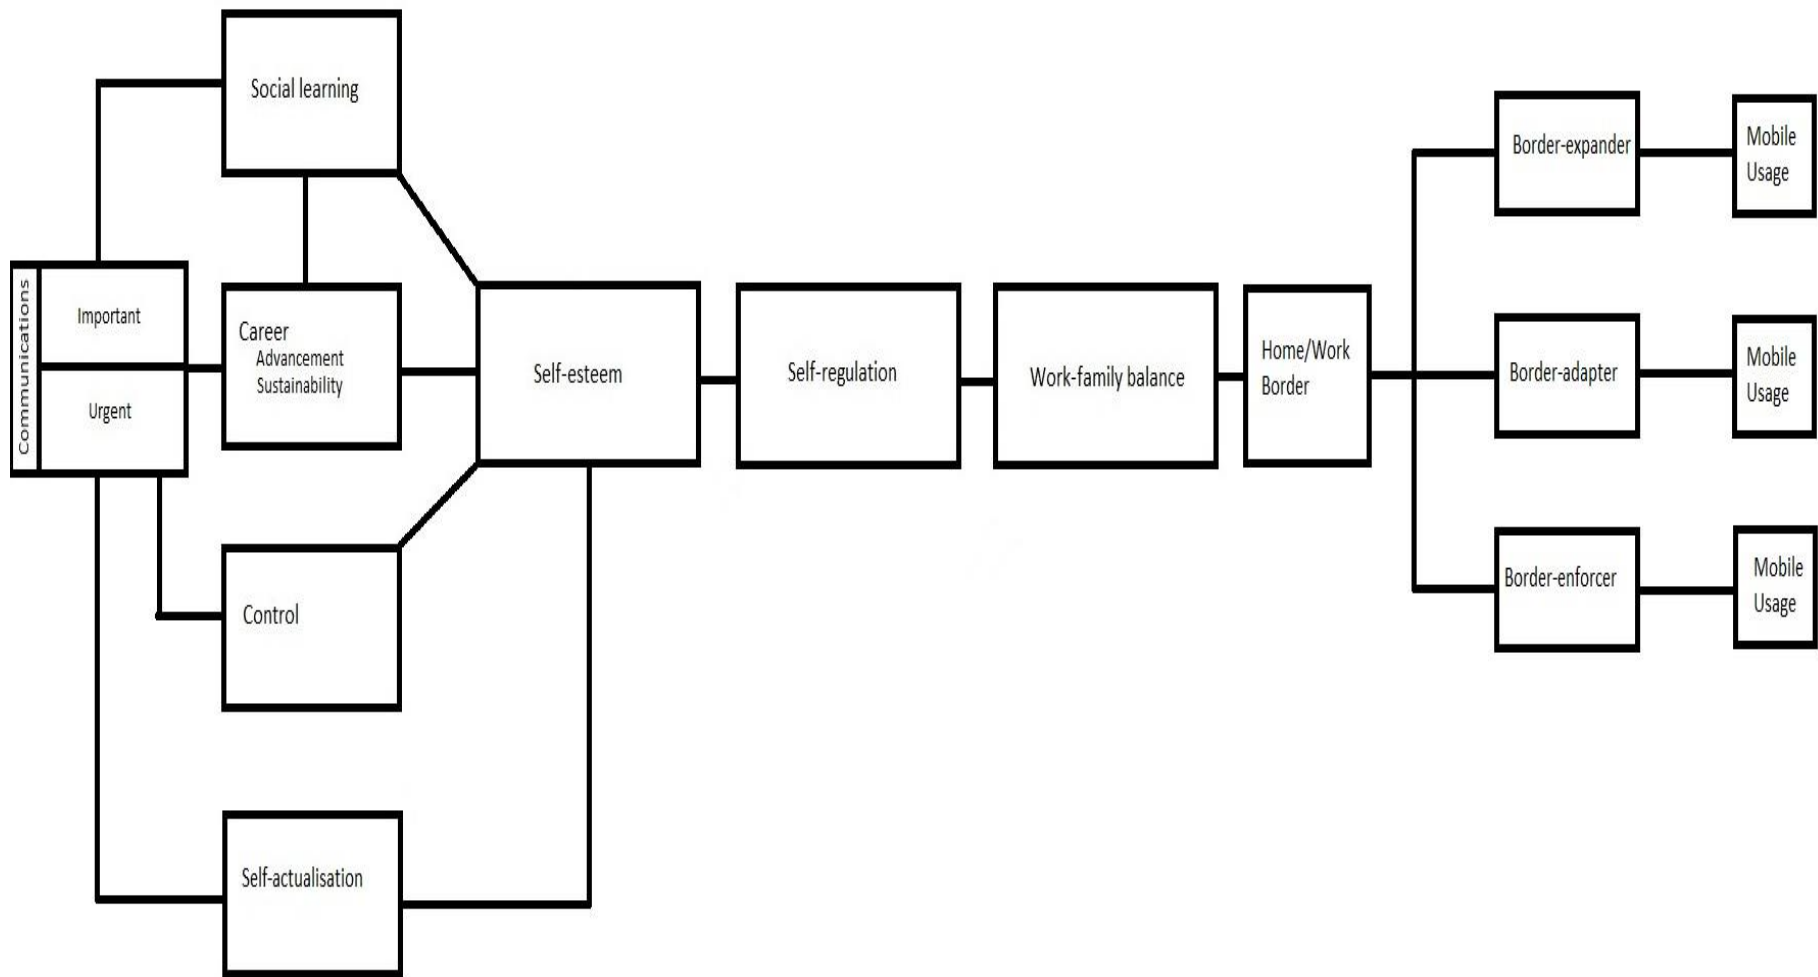 Social learning
Communications
Important
Urgent
Career
Advancement
Sustainability
Control
Self-actualisation
Self-esteem
Self-regulation
Work-family balance
Home/Work
Border
Border-expander
Mobile
Usage
Border-adapter
Mobile
Usage
Border-enforcer
Mobile
Usage